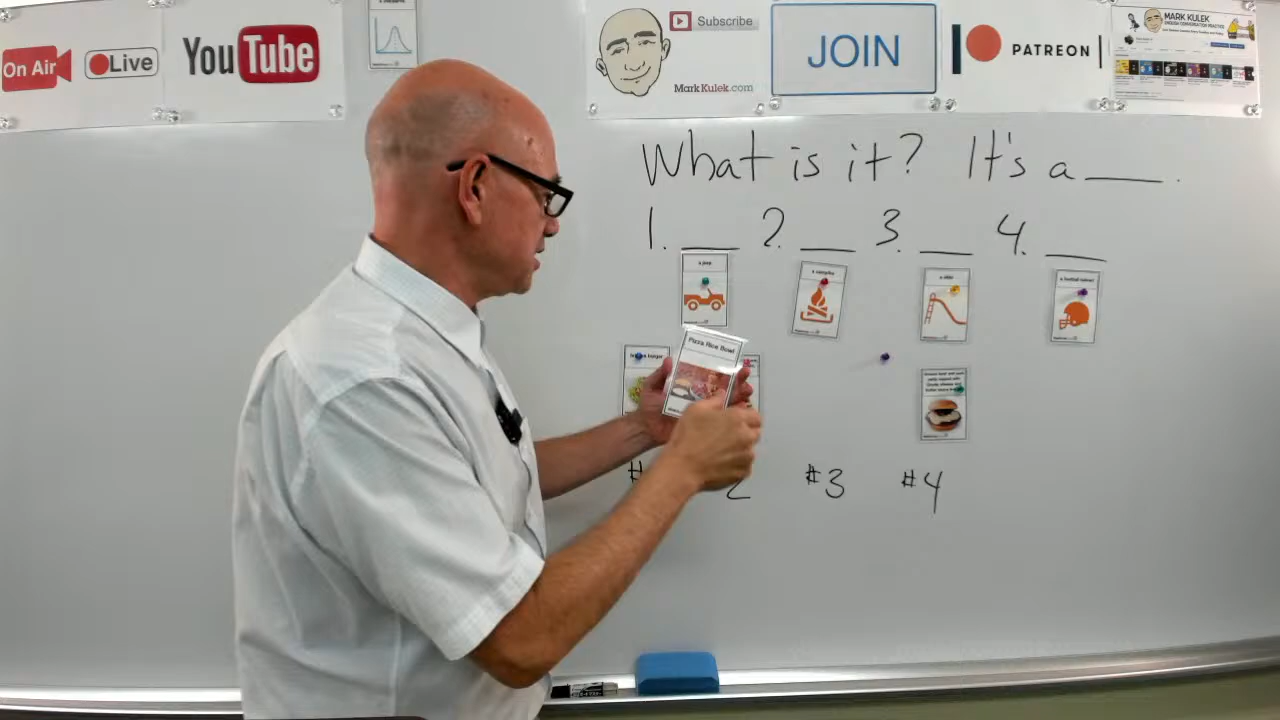 On Air
Live
YouTube
Subscribe
MarkKulek.com
JOIN
PATREON
MARK KULEK
What is it? It's a ___.
1. ___ 2. ___ 3. ___ 4. ___
a jeep
a campfire
a slide
a football helmet
Pizza Rice Bowl
#2
#3
#4